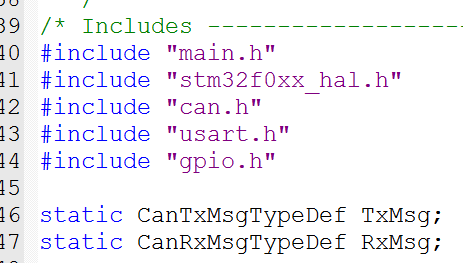 39 /* Includes ------------------
40 #include "main.h"
41 #include "stm32f0xx_hal.h"
42 #include "can.h"
43 #include "usart.h"
44 #include "gpio.h"
45
46 static CanTxMsgTypeDef TxMsg;
47 static CanRxMsgTypeDef RxMsg;